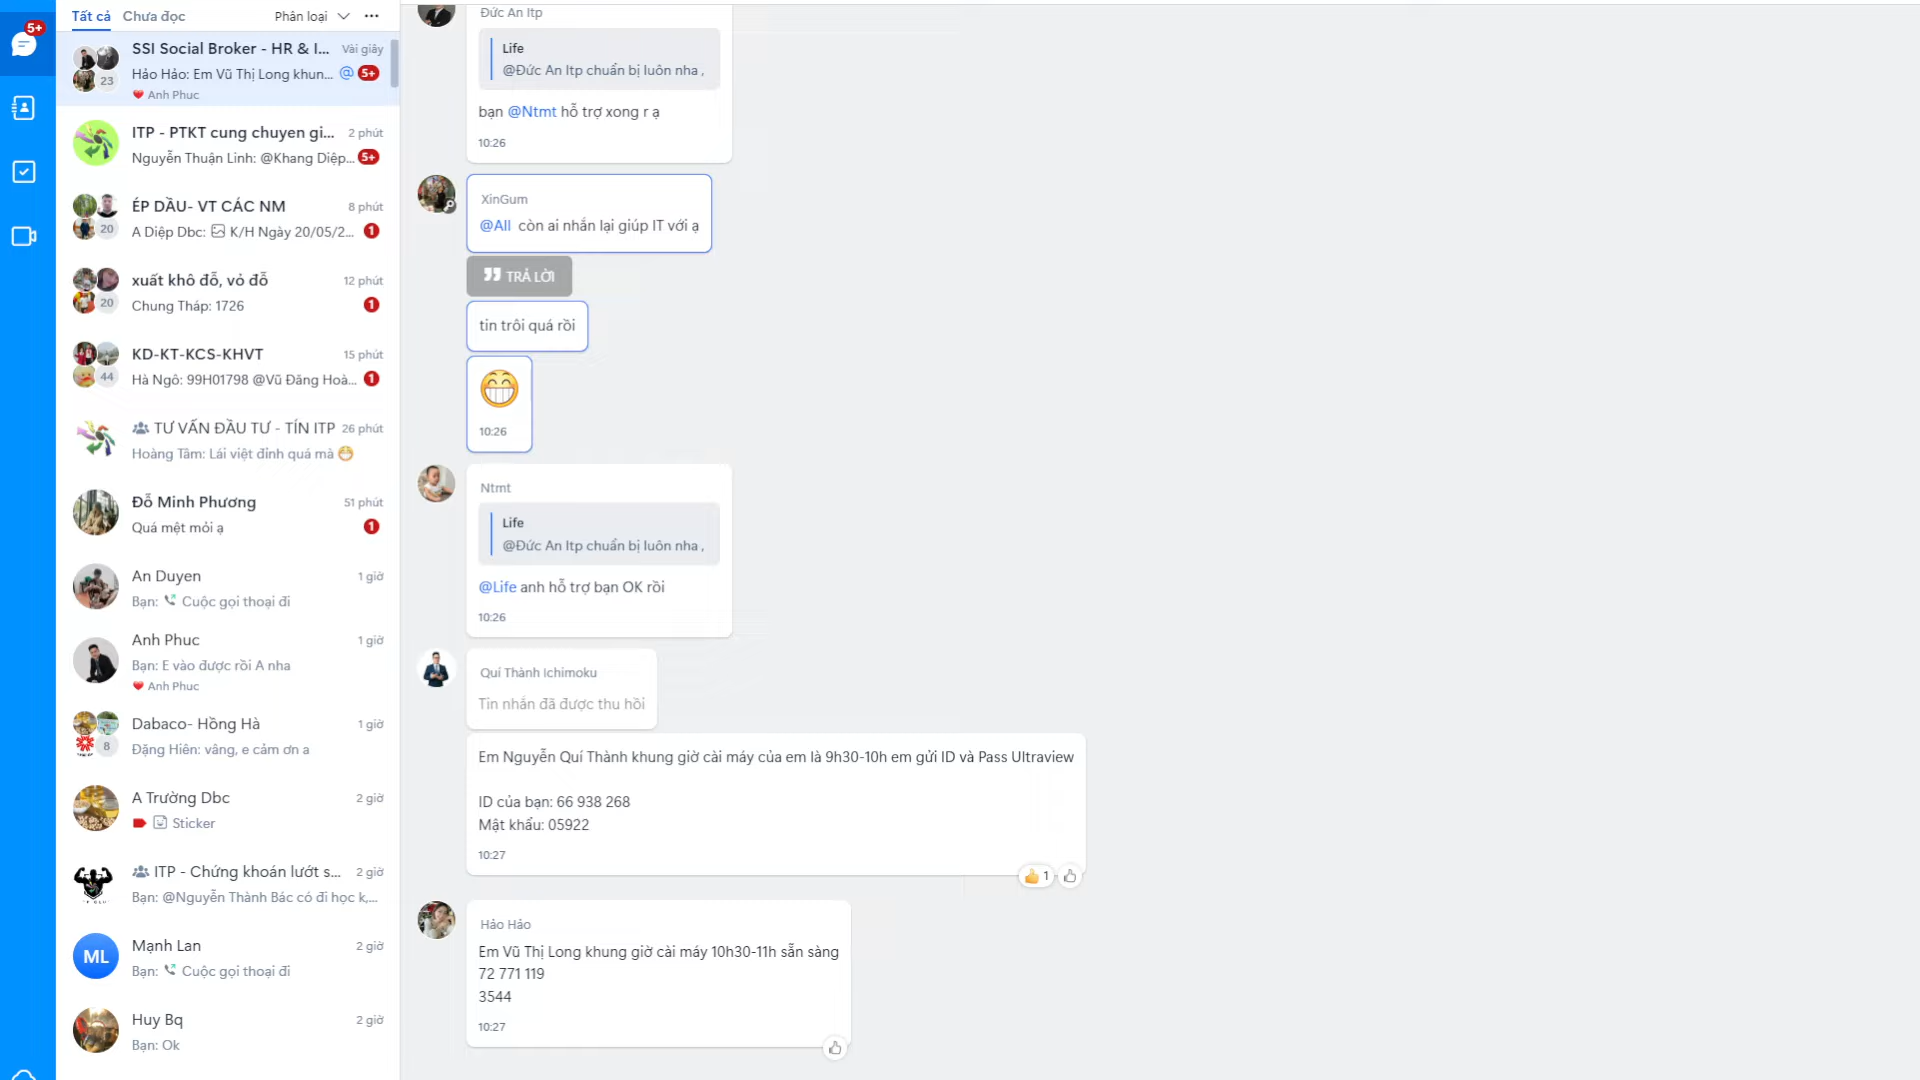 5+
Tất cả
Chưa đọc
Phân loại
SSI Social Broker - HR & I...
Vài giây
Hảo Hảo: Em Vũ Thị Long khun...
@
5+
23
Anh Phuc
ITP - PTKT cung chuyen gi...
2 phút
Nguyễn Thuận Linh: @Khang Diệp...
5+
ÉP DẦU- VT CÁC NM
8 phút
20
A Diệp Dbc:
K/H Ngày 20/05/2...
1
xuất khô đỗ, vỏ đỗ
12 phút
20
Chung Tháp: 1726
1
KD-KT-KCS-KHVT
15 phút
44
Hà Ngô: 99H01798 @Vũ Đăng Hoà...
1
TƯ VẤN ĐẦU TƯ - TÍN ITP
26 phút
Hoàng Tâm: Lái việt đỉnh quá mà
Đỗ Minh Phương
51 phút
Quá mệt mỏi ạ
1
An Duyen
1 giờ
Bạn:
Cuộc gọi thoại đi
Anh Phuc
1 giờ
Bạn: E vào được rồi A nha
Anh Phuc
Dabaco- Hồng Hà
1 giờ
8
Đặng Hiên: vâng, e cảm ơn a
A Trường Dbc
2 giờ
Sticker
ITP - Chứng khoán lướt s...
2 giờ
Bạn: @Nguyễn Thành Bác có đi học k,...
ML
Mạnh Lan
2 giờ
Bạn:
Cuộc gọi thoại đi
Huy Bq
2 giờ
Bạn: Ok
Đức An Itp
Life
@Đức An Itp chuẩn bị luôn nha ,
bạn @Ntmt hỗ trợ xong r ạ
10:26
XinGum
@All còn ai nhắn lại giúp IT với ạ
TRẢ LỜI
tin trôi quá rồi
10:26
Ntmt
Life
@Đức An Itp chuẩn bị luôn nha ,
@Life anh hỗ trợ bạn OK rồi
10:26
Quí Thành Ichimoku
Tin nhắn đã được thu hồi
Em Nguyễn Quí Thành khung giờ cài máy của em là 9h30-10h em gửi ID và Pass Ultraview
ID của bạn: 66 938 268
Mật khẩu: 05922
10:27
1
Hảo Hảo
Em Vũ Thị Long khung giờ cài máy 10h30-11h sẵn sàng
72 771 119
3544
10:27